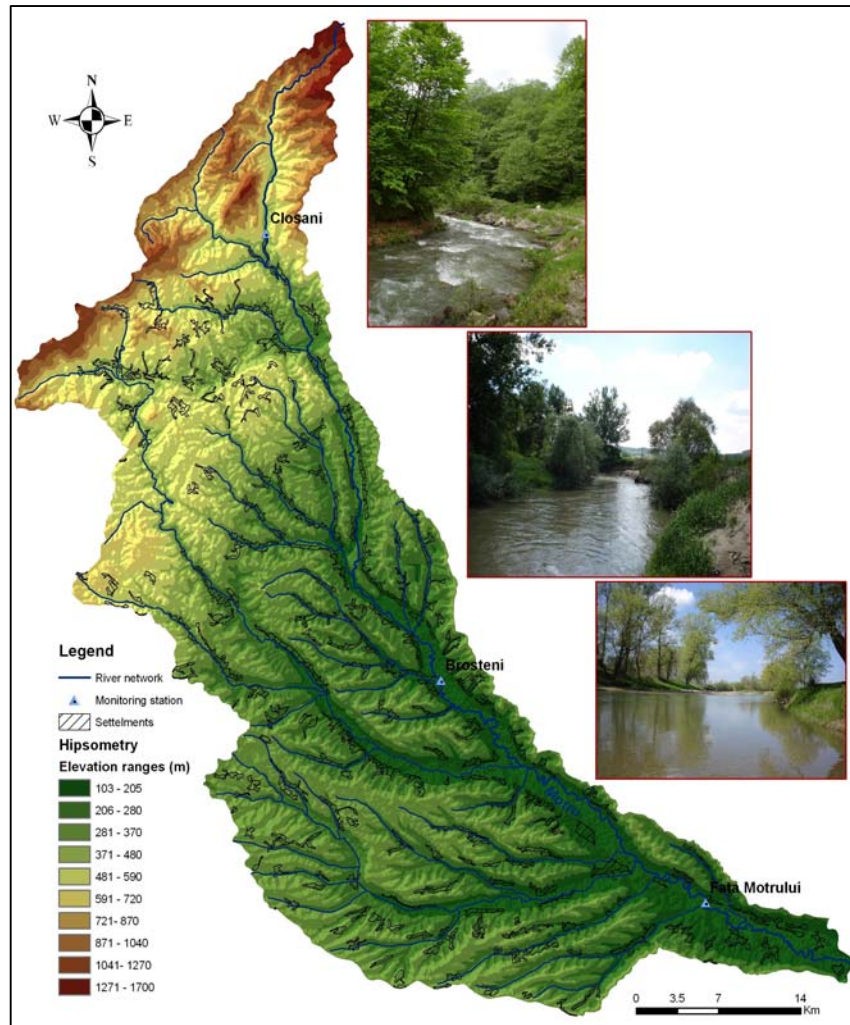 N
W E
S
Closani
Brosteni
Motru
Fața Motrului
Legend
River network
Monitoring station
Settelments
Hipsometry
Elevation ranges (m)
103 - 205
206 - 280
281 - 370
371 - 480
481 - 590
591 - 720
721- 870
871 - 1040
1041- 1270
1271 - 1700
0 3.5 7 14
Km